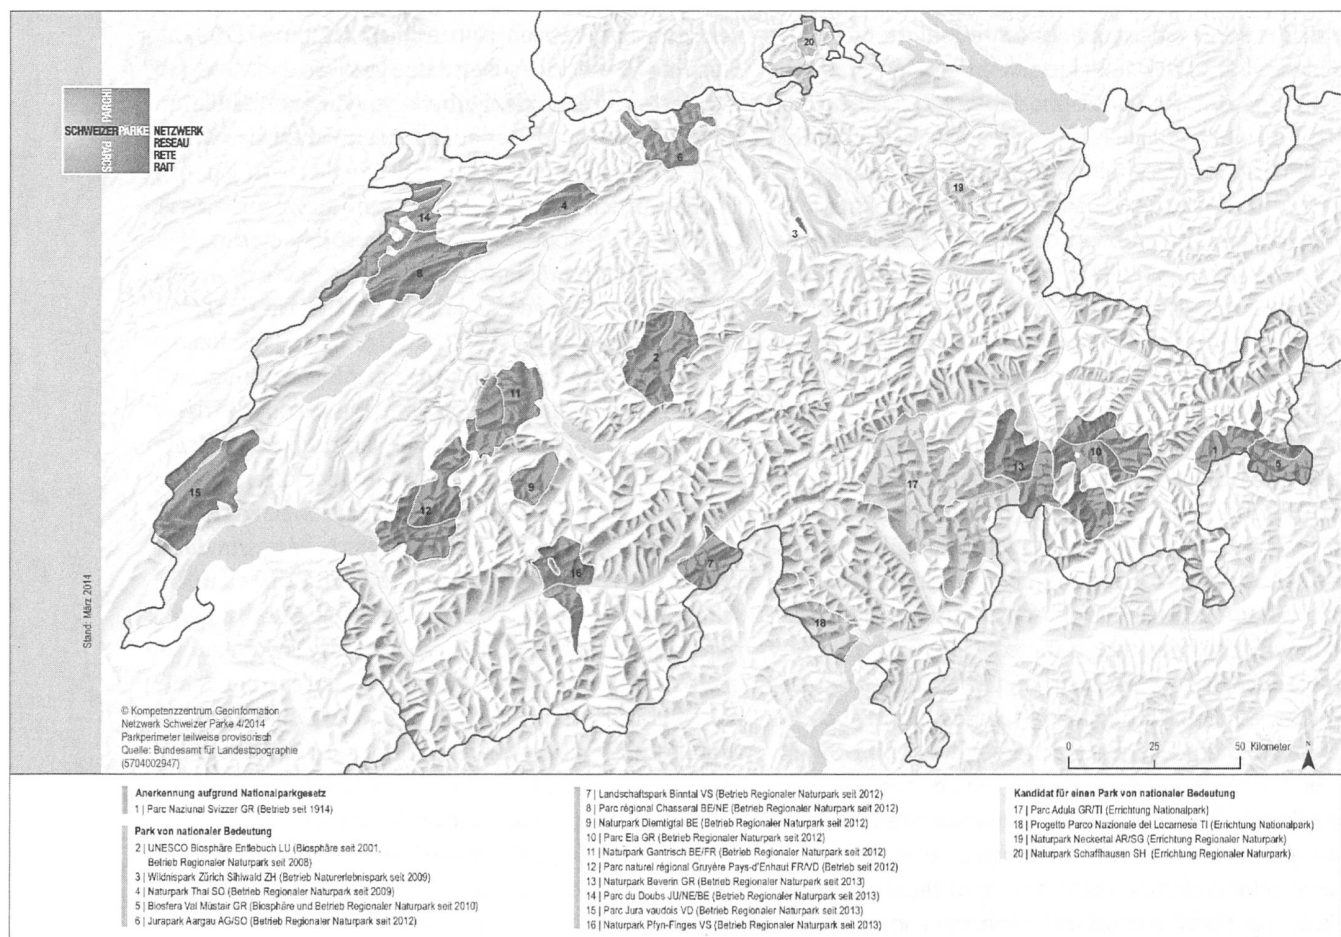 SCHWEIZER PÄRKE
PARCHI
PARCS
NETZWERK
RESEAU
RETE
RAIT
20
6
19
14
4
3
8
2
11
15
9
12
17
13
10
1
5
16
7
18
Stand: März 2014
© Kompetenzzentrum Geoinformation
Netzwerk Schweizer Pärke 4/2014
Parkperimeter teilweise provisorisch
Quelle: Bundesamt für Landestopographie
(5704002947)
0 25 50 Kilometer
N
Anerkennung aufgrund Nationalparkgesetz
1 | Parc Naziunal Svizzer GR (Betrieb seit 1914)
Park von nationaler Bedeutung
2 | UNESCO Biosphäre Entlebuch LU (Biosphäre seit 2001,
Betrieb Regionaler Naturpark seit 2008)
3 | Wildnispark Zürich Sihlwald ZH (Betrieb Naturerlebnispark seit 2009)
4 | Naturpark Thal SO (Betrieb Regionaler Naturpark seit 2009)
5 | Biosfera Val Müstair GR (Biosphäre und Betrieb Regionaler Naturpark seit 2010)
6 | Jurapark Aargau AG/SO (Betrieb Regionaler Naturpark seit 2012)
7 | Landschaftspark Binntal VS (Betrieb Regionaler Naturpark seit 2012)
8 | Parc régional Chasseral BE/NE (Betrieb Regionaler Naturpark seit 2012)
9 | Naturpark Diemtigtal BE (Betrieb Regionaler Naturpark seit 2012)
10 | Parc Ela GR (Betrieb Regionaler Naturpark seit 2012)
11 | Naturpark Gantrisch BE/FR (Betrieb Regionaler Naturpark seit 2012)
12 | Parc naturel régional Gruyère Pays-d'Enhaut FR/VD (Betrieb seit 2012)
13 | Naturpark Beverin GR (Betrieb Regionaler Naturpark seit 2013)
14 | Parc du Doubs JU/NE/BE (Betrieb Regionaler Naturpark seit 2013)
15 | Parc Jura vaudois VD (Betrieb Regionaler Naturpark seit 2013)
16 | Naturpark Pfyn-Finges VS (Betrieb Regionaler Naturpark seit 2013)
Kandidat für einen Park von nationaler Bedeutung
17 | Parc Adula GR/TI (Errichtung Nationalpark)
18 | Progetto Parco Nazionale del Locarnese TI (Errichtung Nationalpark)
19 | Naturpark Neckertal AR/SG (Errichtung Regionaler Naturpark)
20 | Naturpark Schaffhausen SH (Errichtung Regionaler Naturpark)